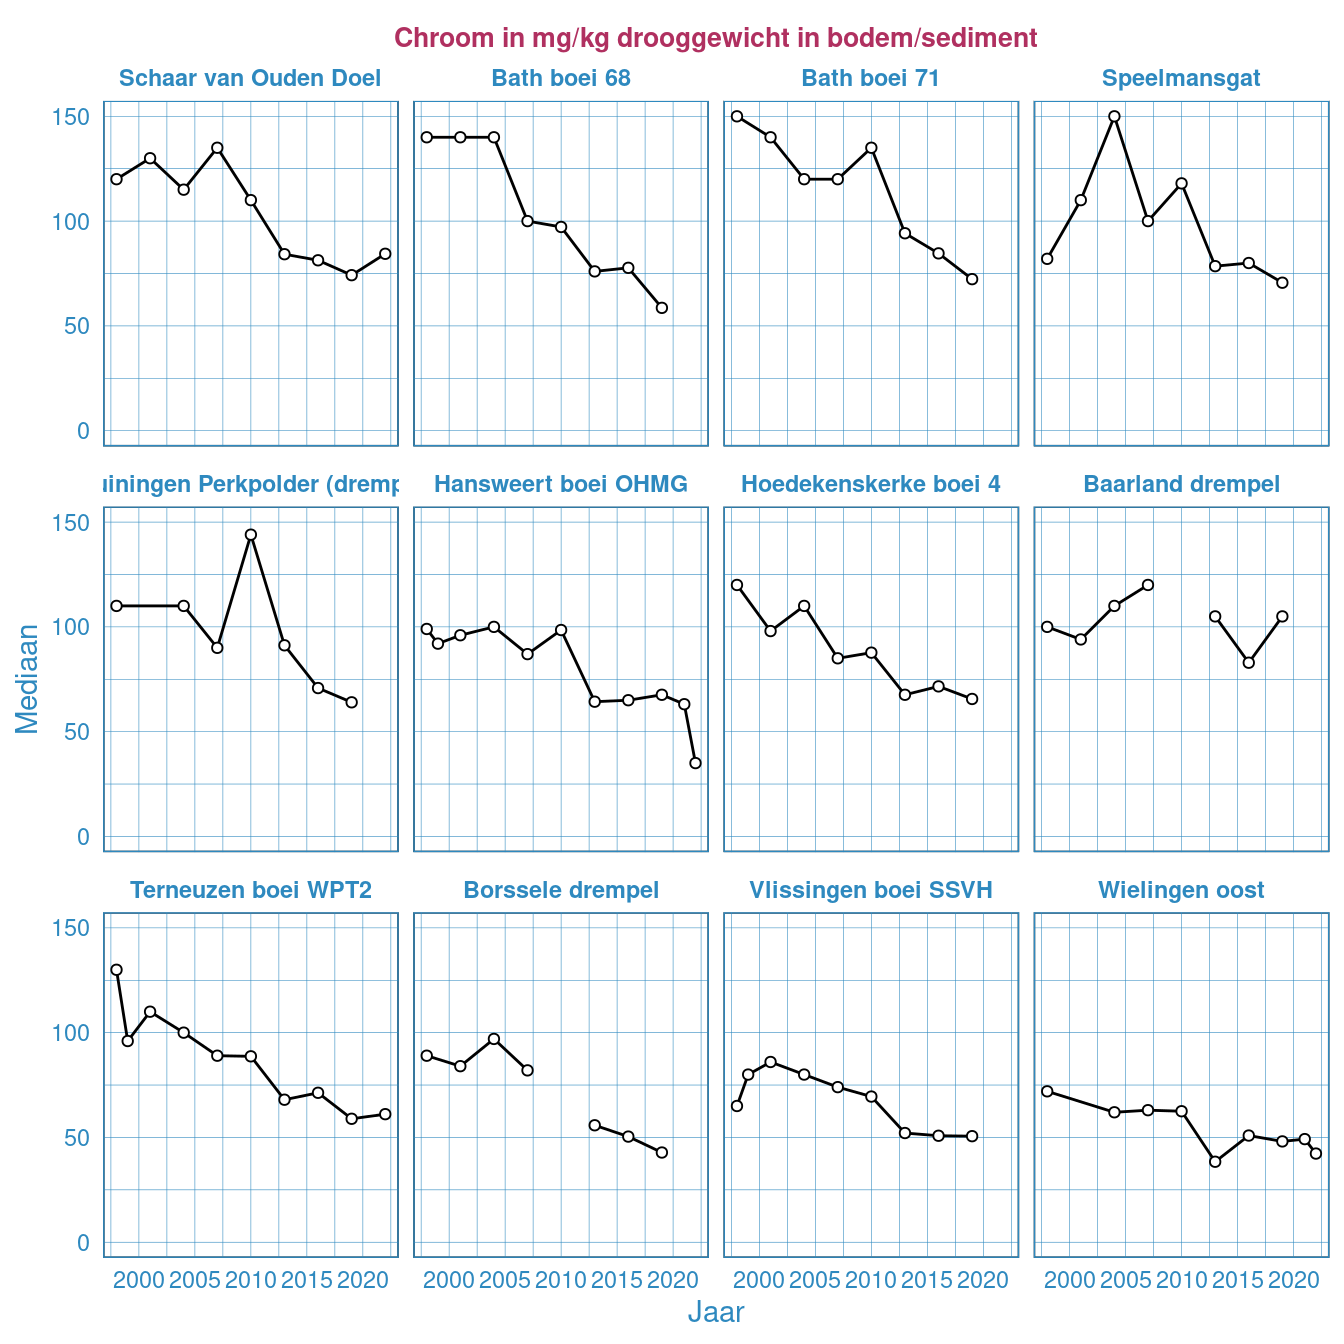 Chroom in mg/kg drooggewicht in bodem/sediment
Schaar van Ouden Doel Bath boei 68 Bath boei 71 Speelmansgat
150
100
50
0
uiningen Perkpolder (dremp Hansweert boei OHMG Hoedekenskerke boei 4 Baarland drempel
150
100
50
0
Mediaan
Terneuzen boei WPT2 Borssele drempel Vlissingen boei SSVH Wielingen oost
150
100
50
0
2000 2005 2010 2015 2020 2000 2005 2010 2015 2020 2000 2005 2010 2015 2020 2000 2005 2010 2015 2020
Jaar